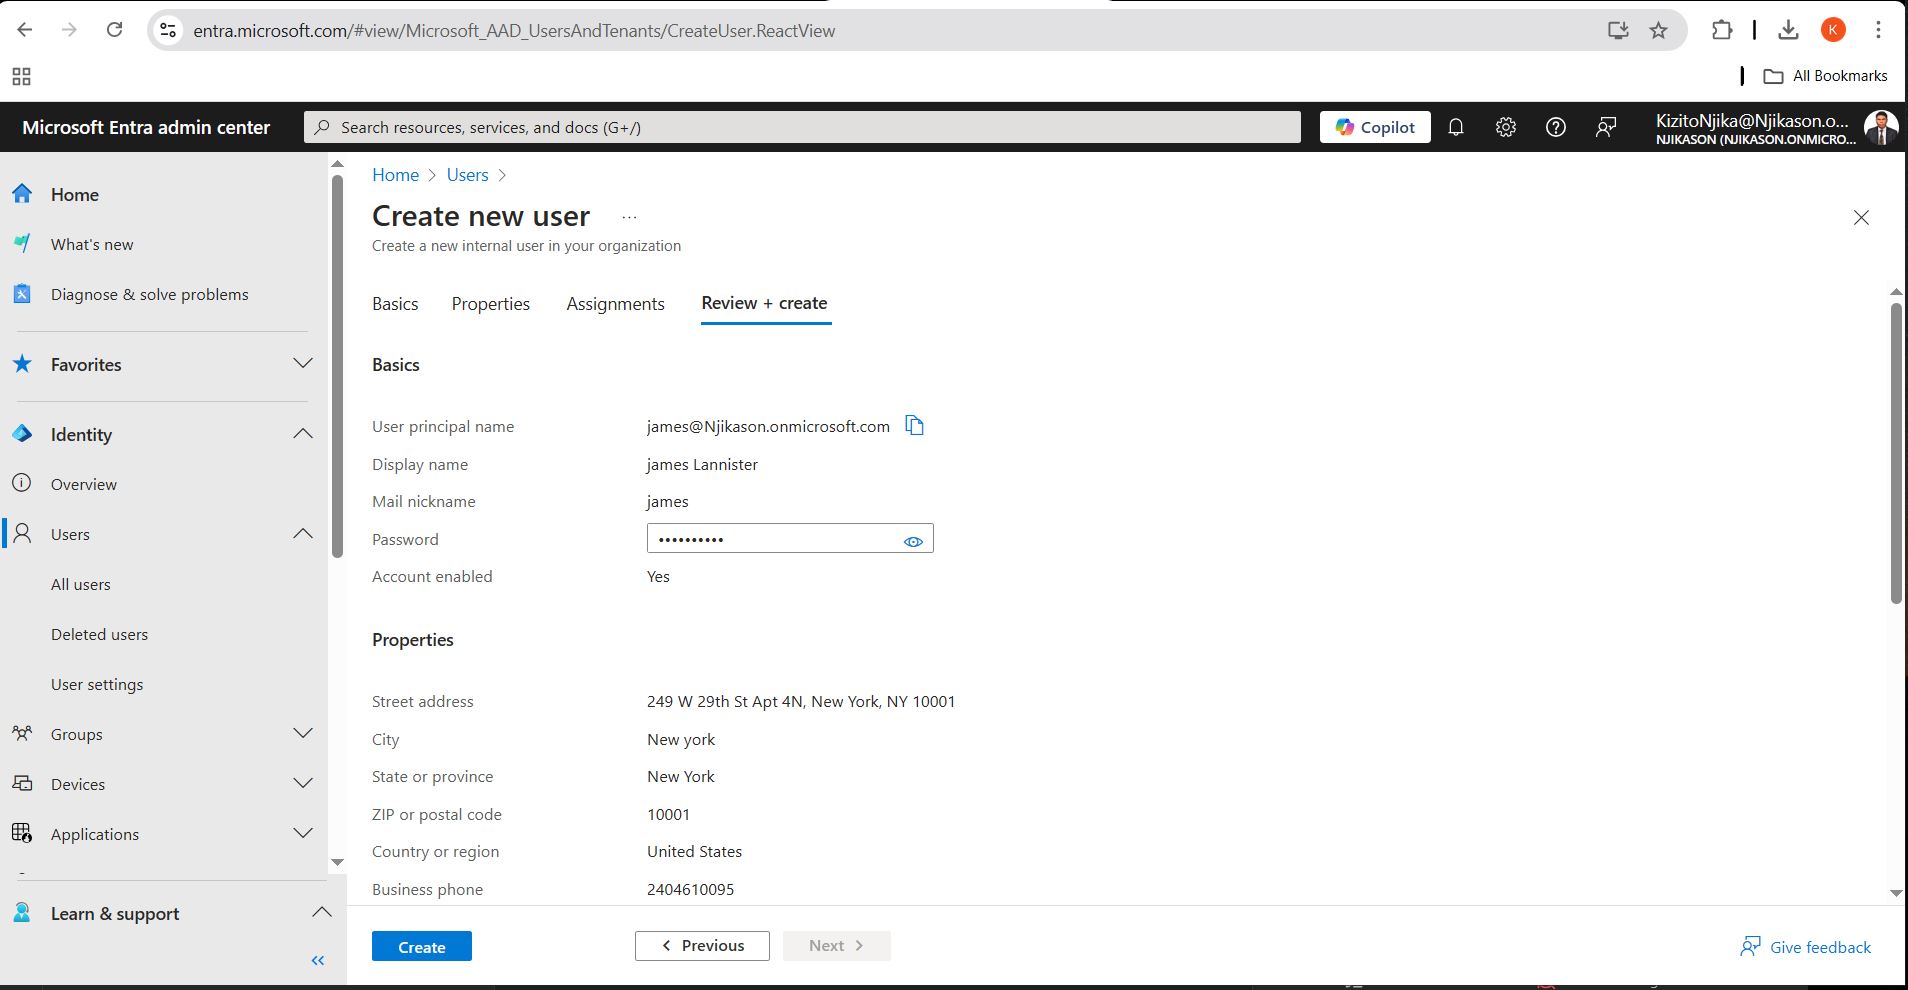 entra.microsoft.com/#view/Microsoft_AAD_UsersAndTenants/CreateUser.ReactView
K
All Bookmarks
Microsoft Entra admin center
Search resources, services, and docs (G+/)
Copilot
KizitoNjika@Njikason.o...
NJIKASON (NJIKASON.ONMICRO...
Home
What's new
Diagnose & solve problems
Favorites
Identity
Overview
Users
All users
Deleted users
User settings
Groups
Devices
Applications
Learn & support
Home > Users >
Create new user ...
Create a new internal user in your organization
Basics Properties Assignments Review + create
Basics
User principal name james@Njikason.onmicrosoft.com
Display name james Lannister
Mail nickname james
Password ••••••••••
Account enabled Yes
Properties
Street address 249 W 29th St Apt 4N, New York, NY 10001
City New york
State or province New York
ZIP or postal code 10001
Country or region United States
Business phone 2404610095
Create < Previous Next >
Give feedback